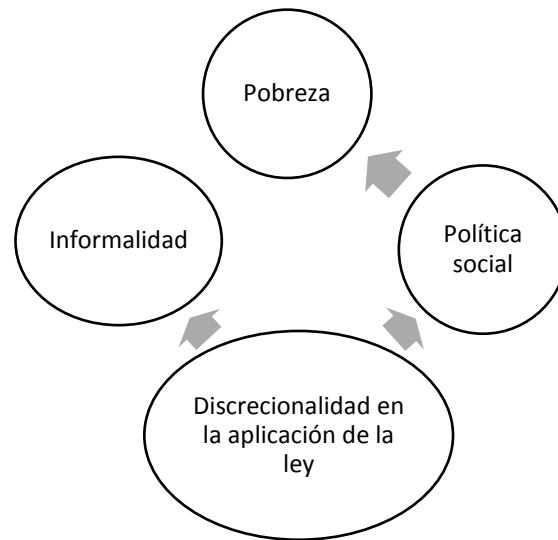 Pobreza
Informalidad
Política
social
Discrecionalidad en
la aplicación de la
ley